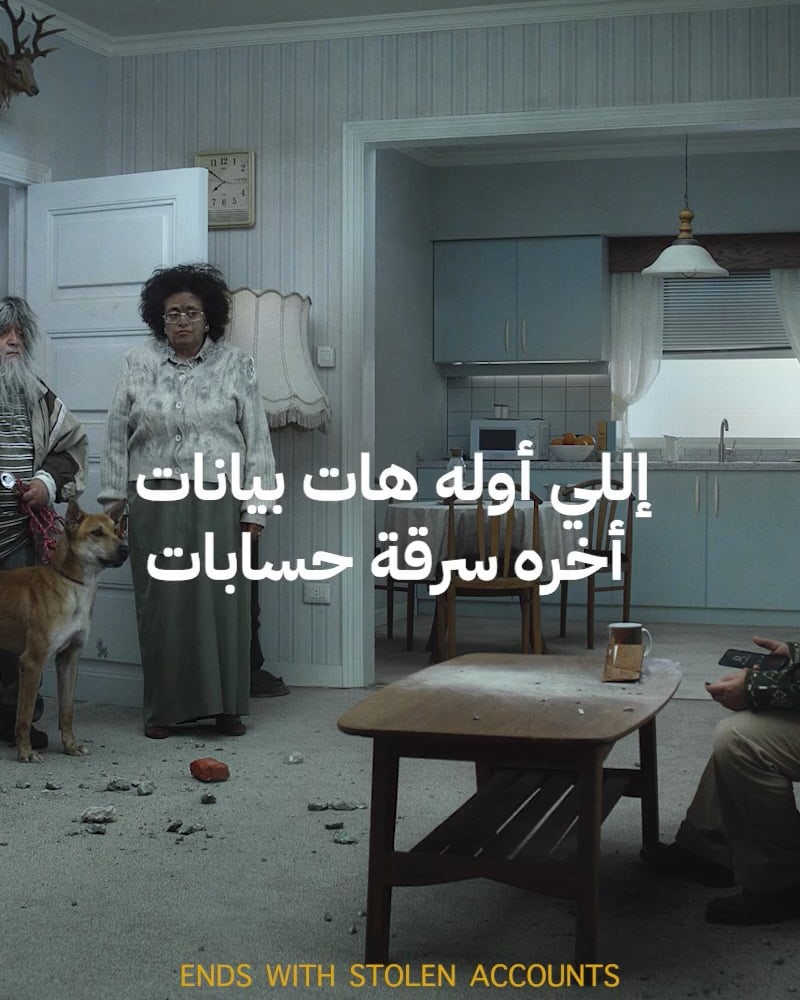 إللي أوله هات بيانات
أخره سرقة حسابات
ENDS WITH STOLEN ACCOUNTS